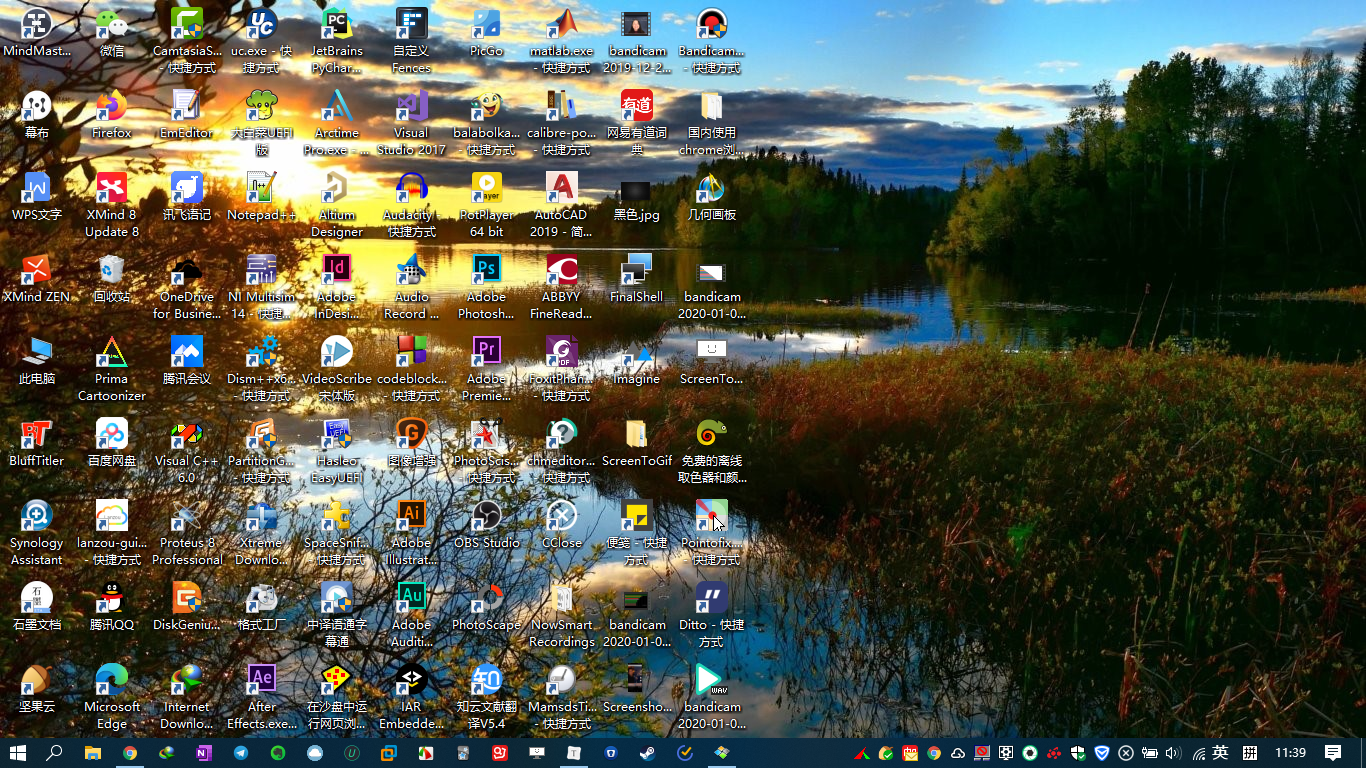 MindMast...
微信
CamtasiaS...
- 快捷方式
uc.exe - 快
捷方式
JetBrains
PyChar...
自定义
Fences
PicGo
matlab.exe
- 快捷方式
bandicam
2019-12-2...
Bandicam...
- 快捷方式
幕布
Firefox
EmEditor
大白菜UEFI
版
Arctime
Pro.exe - ...
Visual
Studio 2017
balabolka...
- 快捷方式
calibre-po...
- 快捷方式
网易有道词
典
国内使用
chrome浏...
WPS文字
XMind 8
Update 8
讯飞语记
Notepad++
Altium
Designer
Audacity -
快捷方式
PotPlayer
64 bit
AutoCAD
2019 - 简...
黑色.jpg
几何画板
XMind ZEN
回收站
OneDrive
for Busine...
NI Multisim
14 - 快捷...
Adobe
InDesi...
Audio
Record ...
Adobe
Photosh...
ABBYY
FineRead...
FinalShell
bandicam
2020-01-0...
此电脑
Prima
Cartoonizer
腾讯会议
Dism++x6...
- 快捷方式
VideoScribe
宋体版
codeblock...
- 快捷方式
Adobe
Premie...
FoxitPhan...
- 快捷方式
Imagine
ScreenTo...
BluffTitler
百度网盘
Visual C++
6.0
PartitionG...
- 快捷方式
Hasleo
EasyUEFI
图像增强
PhotoScis...
- 快捷方式
chmeditor...
- 快捷方式
ScreenToGif
免费的离线
取色器和颜...
Synology
Assistant
lanzou-gui...
- 快捷方式
Proteus 8
Professional
Xtreme
Downlo...
SpaceSnif...
- 快捷方式
Adobe
Illustrat...
OBS Studio
CClose
便笺 - 快捷
方式
Pointofix...
- 快捷方式
石墨文档
腾讯QQ
DiskGeniu...
格式工厂
中译语通字
幕通
Adobe
Auditi...
PhotoScape
NowSmart
Recordings
bandicam
2020-01-0...
Ditto - 快捷
方式
坚果云
Microsoft
Edge
Internet
Downlo...
After
Effects.exe...
在沙盘中运
行网页浏...
IAR
Embedde...
知云文献翻
译V5.4
MamsdsTi...
- 快捷方式
Screensho...
bandicam
2020-01-0...
英
拼
11:39